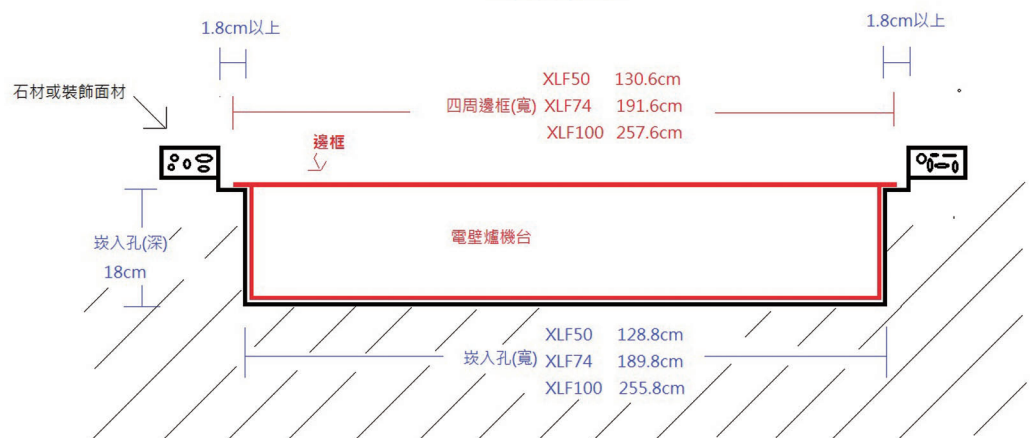 1.8cm以上
1.8cm以上
石材或裝飾面材
XLF50 130.6cm
四周邊框(寬) XLF74 191.6cm
XLF100 257.6cm
邊框
電壁爐機台
崁入孔(深)
18cm
XLF50 128.8cm
崁入孔(寬) XLF74 189.8cm
XLF100 255.8cm